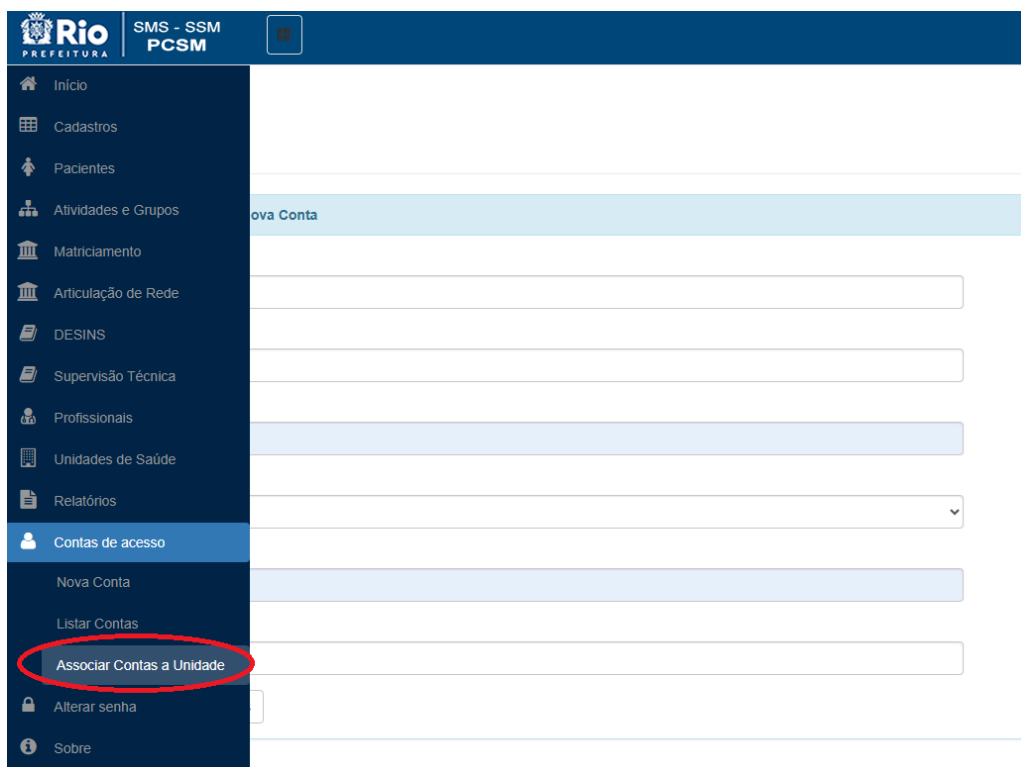 Rio
PREFEITURA
SMS - SSM
PCSM
Início
Cadastros
Pacientes
Atividades e Grupos
ova Conta
Matriciamento
Articulação de Rede
DESINS
Supervisão Técnica
Profissionais
Unidades de Saúde
Relatórios
Contas de acesso
Nova Conta
Listar Contas
Associar Contas a Unidade
Alterar senha
Sobre